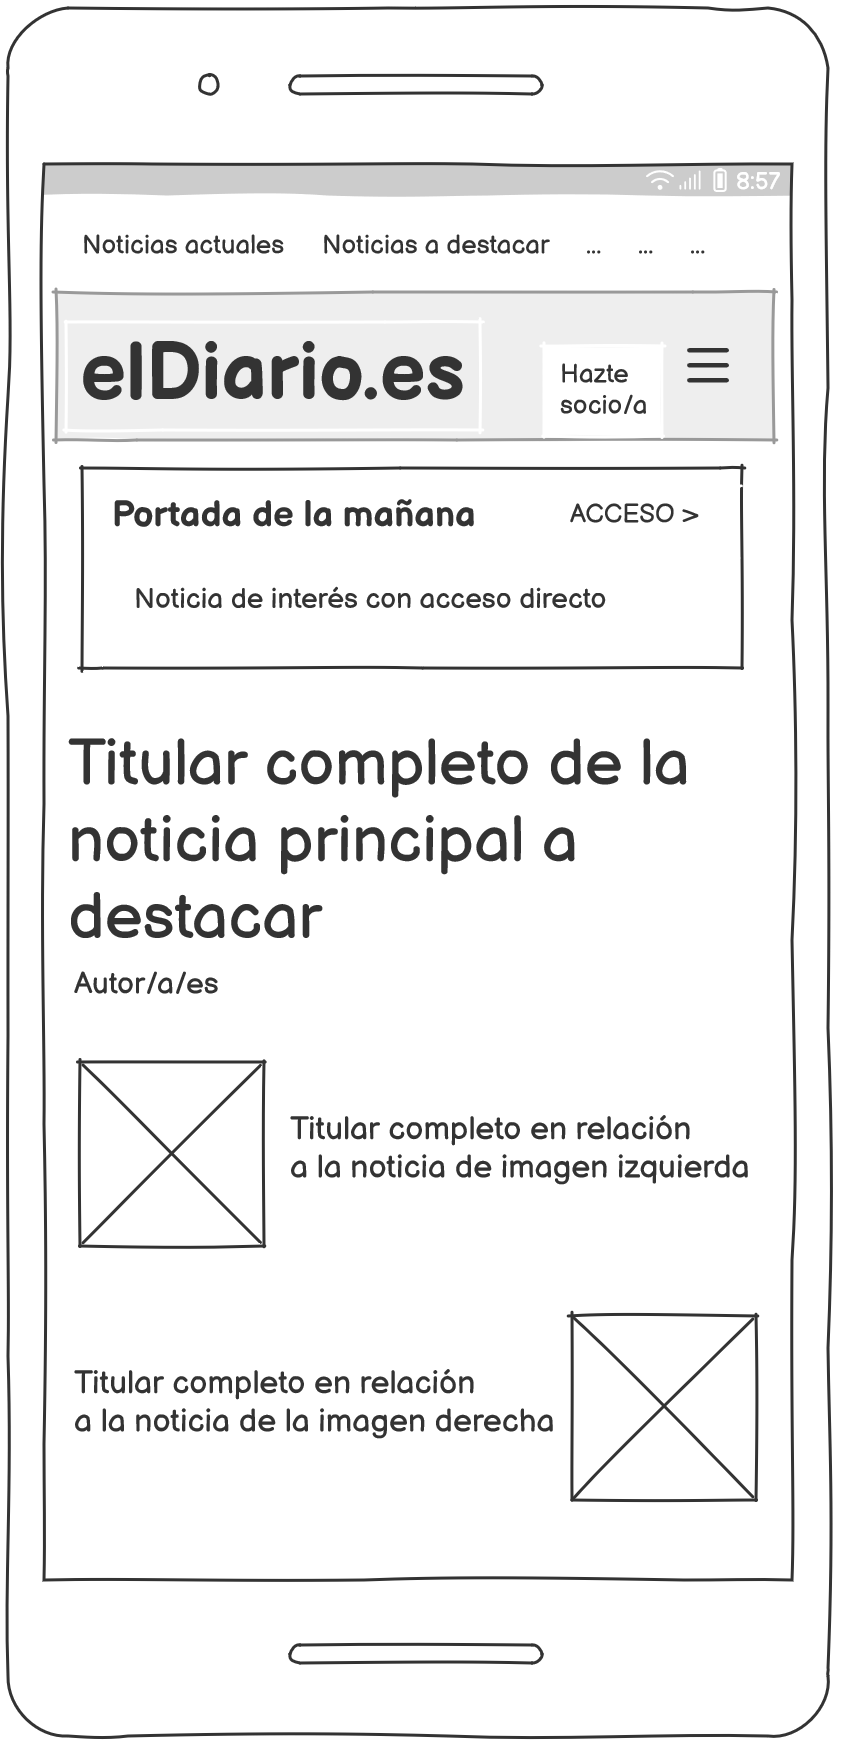 8:57
Noticias actuales Noticias a destacar ... ... ...
elDiario.es
Hazte
socio/a
Portada de la mañana ACCESO >
Noticia de interés con acceso directo
Titular completo de la
noticia principal a
destacar
Autor/a/es
Titular completo en relación
a la noticia de imagen izquierda
Titular completo en relación
a la noticia de la imagen derecha